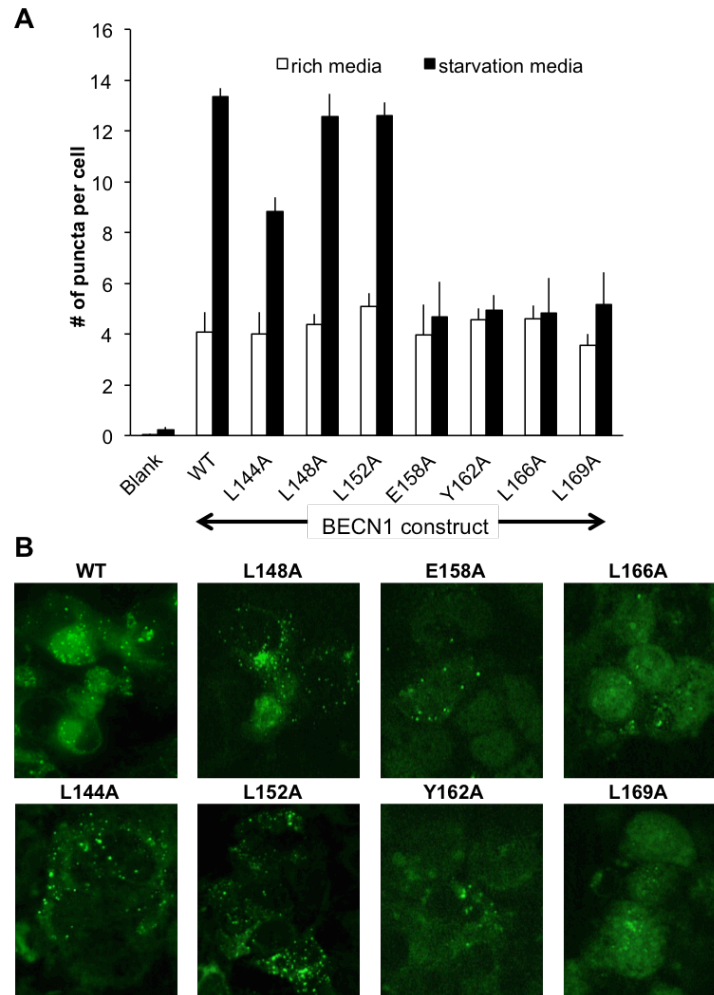 A
16
14
12
10
8
6
4
2
0
# of puncta per cell
rich media
starvation media
Blank
WT
L144A
L148A
L152A
E158A
Y162A
L166A
L169A
BECN1 construct
B
WT L148A E158A L166A
L144A L152A Y162A L169A